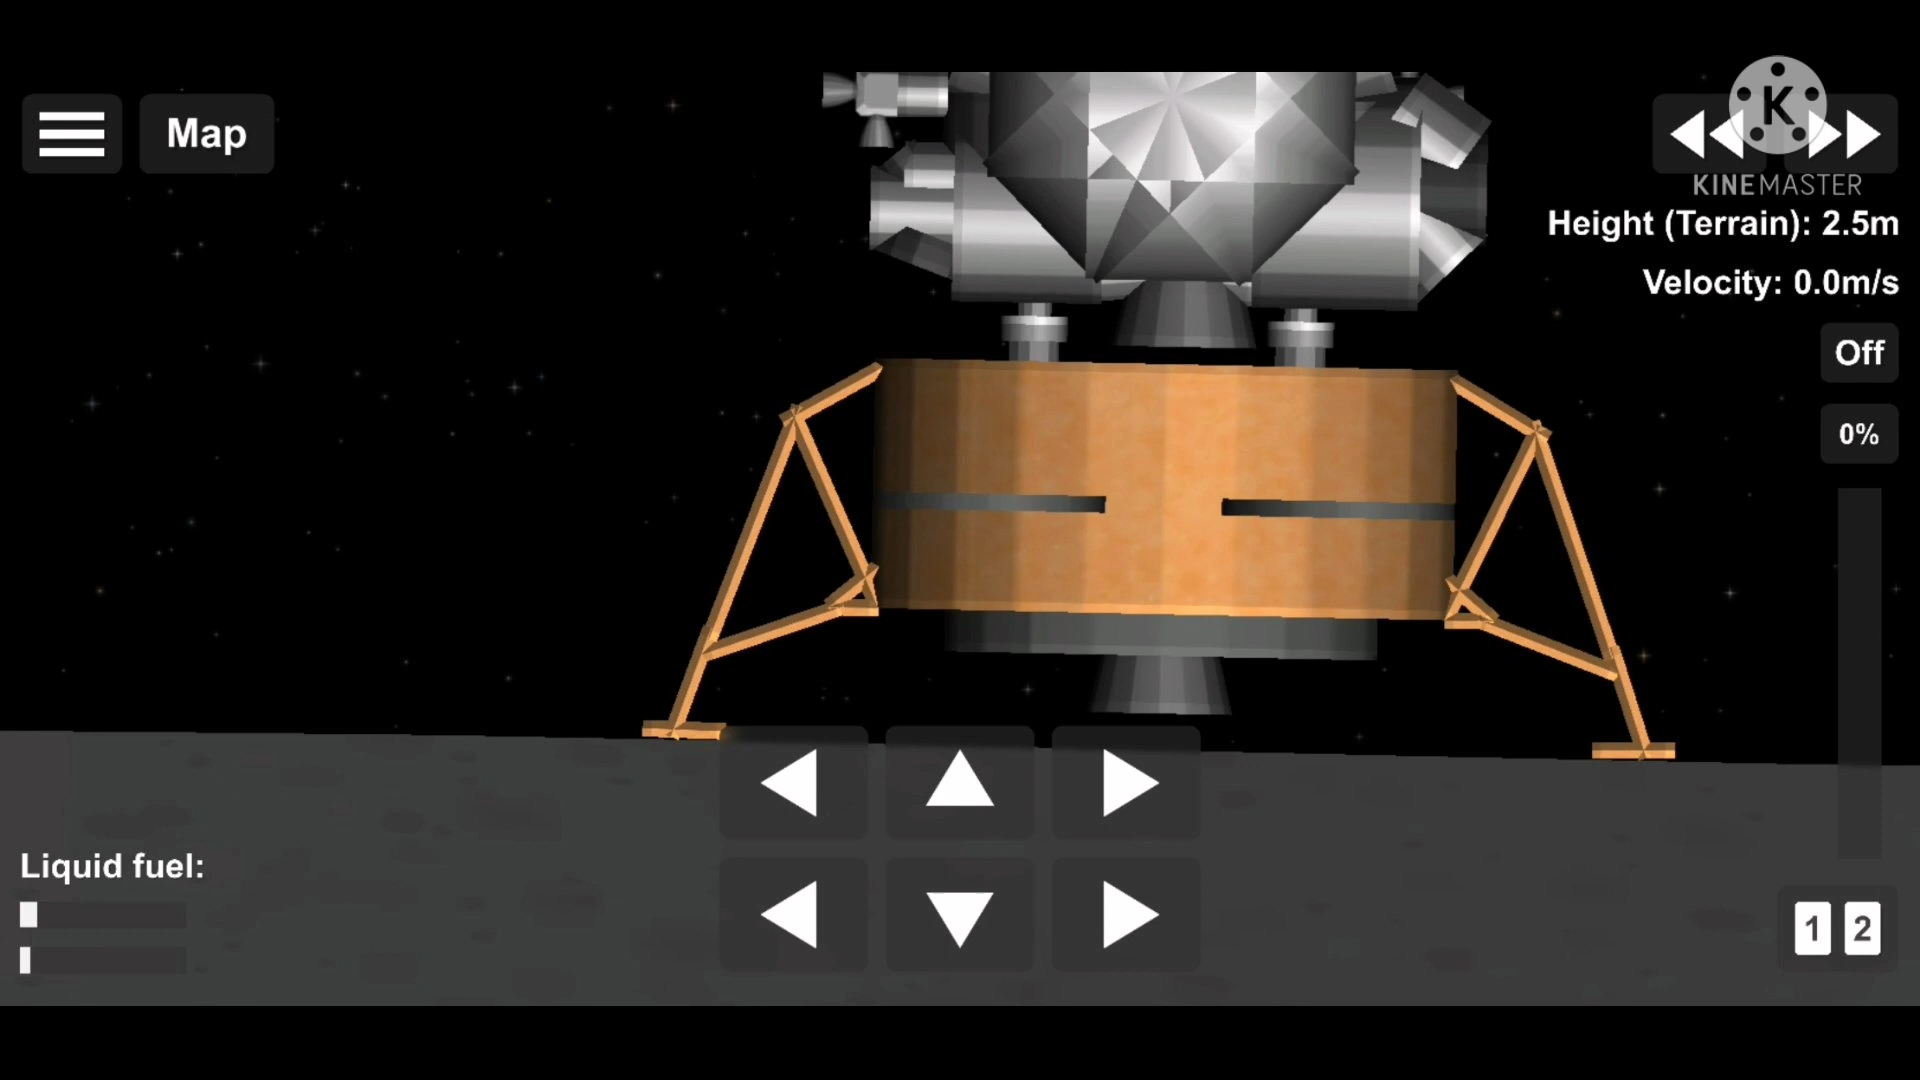 Map
K
KINEMASTER
Height (Terrain): 2.5m
Velocity: 0.0m/s
Off
0%
Liquid fuel:
1 2